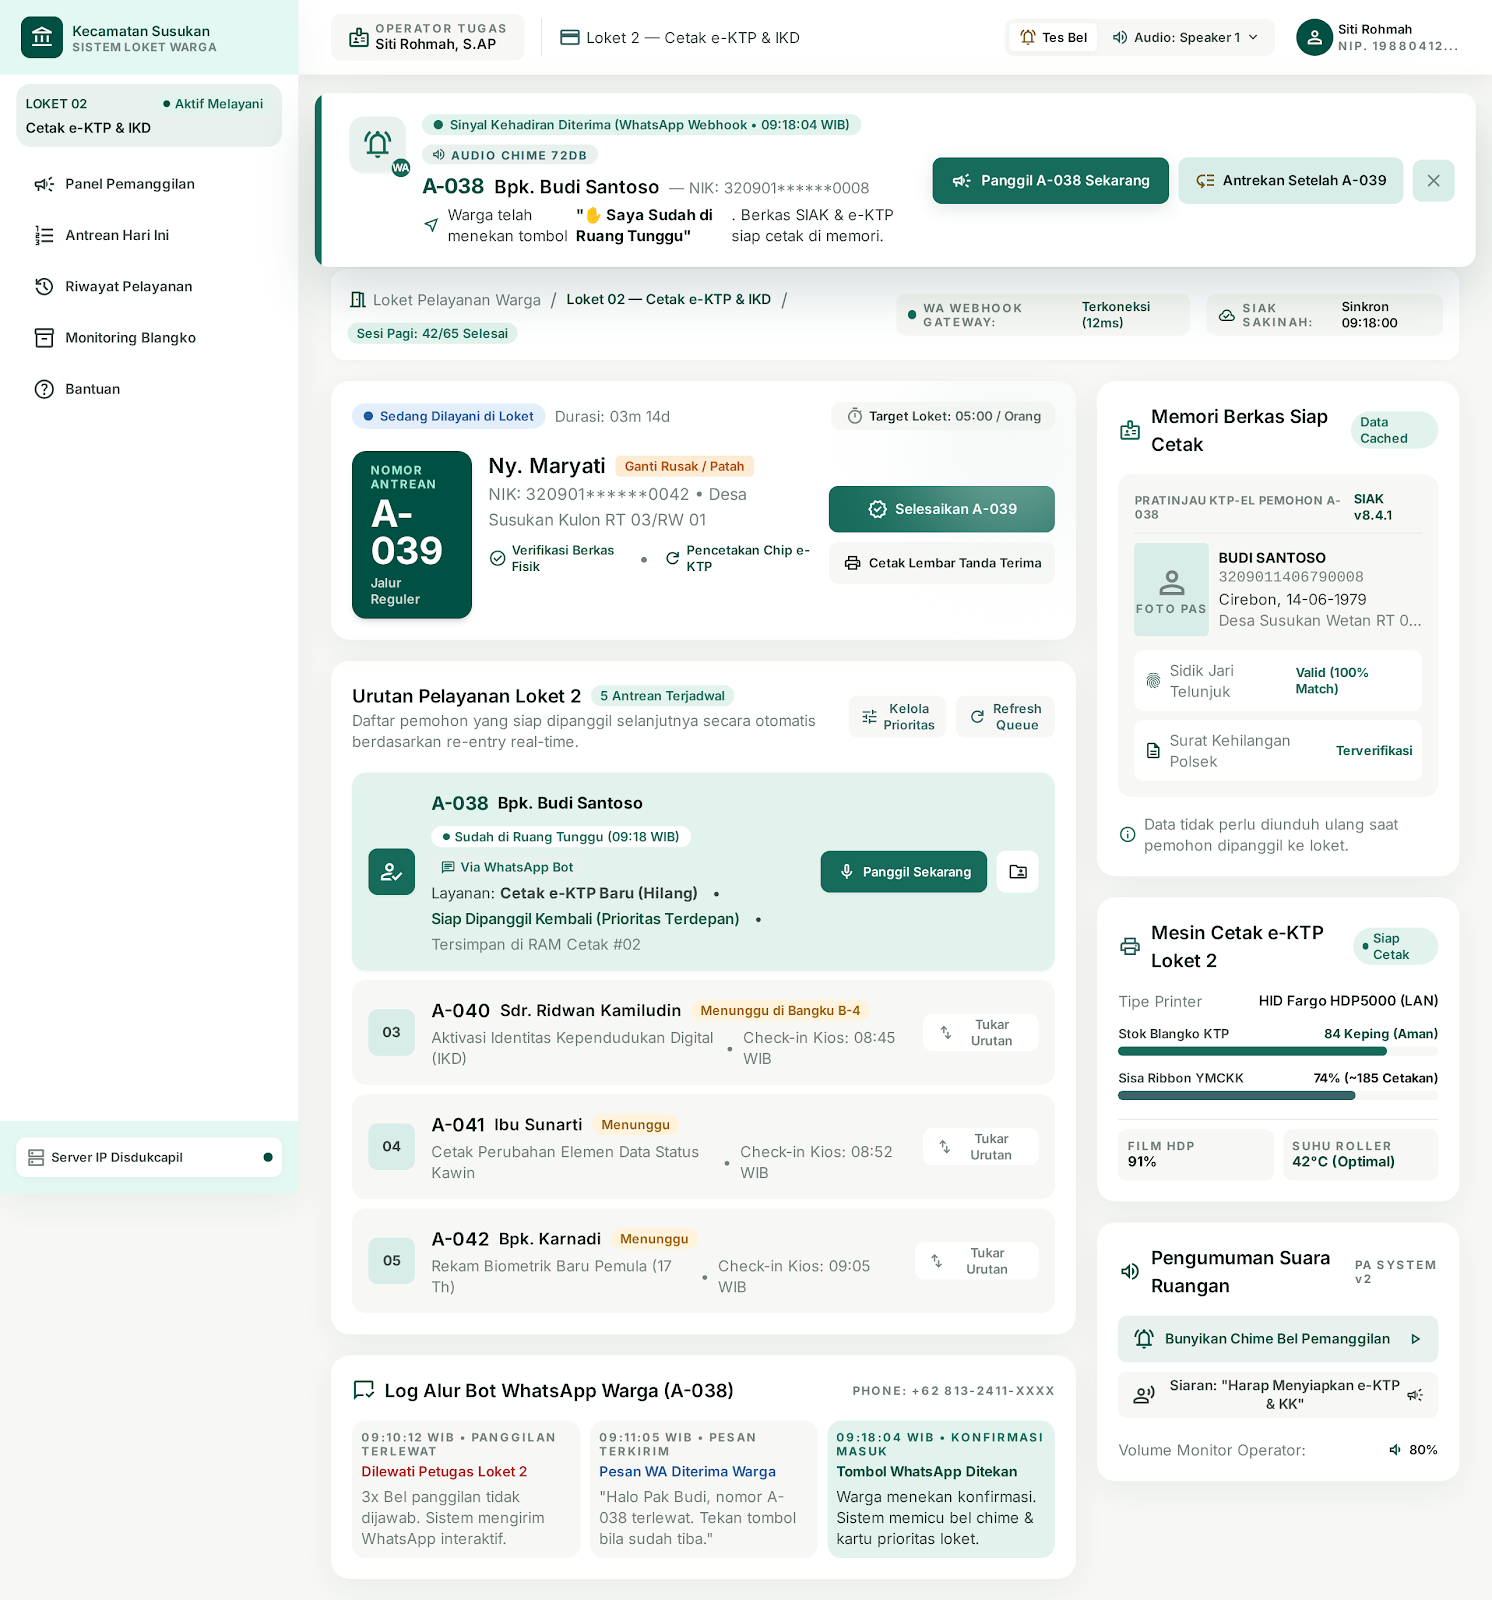 Kecamatan Susukan
SISTEM LOKET WARGA
LOKET 02
Aktif Melayani
Cetak e-KTP & IKD
Panel Pemanggilan
Antrean Hari Ini
Riwayat Pelayanan
Monitoring Blangko
Bantuan
Server IP Disdukcapil
OPERATOR TUGAS
Siti Rohmah, S.AP
Loket 2 — Cetak e-KTP & IKD
Tes Bel
Audio: Speaker 1
Siti Rohmah
NIP. 19880412...
WA
Sinyal Kehadiran Diterima (WhatsApp Webhook • 09:18:04 WIB)
AUDIO CHIME 72DB
A-038 Bpk. Budi Santoso — NIK: 320901******0008
Warga telah
menekan tombol
"✋ Saya Sudah di
Ruang Tunggu"
. Berkas SIAK & e-KTP
siap cetak di memori.
Panggil A-038 Sekarang
Antrekan Setelah A-039
Loket Pelayanan Warga / Loket 02 — Cetak e-KTP & IKD /
Sesi Pagi: 42/65 Selesai
WA WEBHOOK
GATEWAY:
Terkoneksi
(12ms)
SIAK
SAKINAH:
Sinkron
09:18:00
Sedang Dilayani di Loket
Durasi: 03m 14d
Target Loket: 05:00 / Orang
NOMOR
ANTREAN
A-
039
Jalur
Reguler
Ny. Maryati
Ganti Rusak / Patah
NIK: 320901******0042 • Desa
Susukan Kulon RT 03/RW 01
Verifikasi Berkas
Fisik
•
Pencetakan Chip e-
KTP
Selesaikan A-039
Cetak Lembar Tanda Terima
Urutan Pelayanan Loket 2
5 Antrean Terjadwal
Daftar pemohon yang siap dipanggil selanjutnya secara otomatis
berdasarkan re-entry real-time.
Kelola
Prioritas
Refresh
Queue
A-038 Bpk. Budi Santoso
Sudah di Ruang Tunggu (09:18 WIB)
Via WhatsApp Bot
Layanan: Cetak e-KTP Baru (Hilang) •
Siap Dipanggil Kembali (Prioritas Terdepan) •
Tersimpan di RAM Cetak #02
Panggil Sekarang
03
A-040 Sdr. Ridwan Kamiludin
Menunggu di Bangku B-4
Aktivasi Identitas Kependudukan Digital
(IKD)
•
Check-in Kios: 08:45
WIB
Tukar
Urutan
04
A-041 Ibu Sunarti
Menunggu
Cetak Perubahan Elemen Data Status
Kawin
•
Check-in Kios: 08:52
WIB
Tukar
Urutan
05
A-042 Bpk. Karnadi
Menunggu
Rekam Biometrik Baru Pemula (17
Th)
•
Check-in Kios: 09:05
WIB
Tukar
Urutan
Log Alur Bot WhatsApp Warga (A-038)
PHONE: +62 813-2411-XXXX
09:10:12 WIB • PANGGILAN
TERLEWAT
Dilewati Petugas Loket 2
3x Bel panggilan tidak
dijawab. Sistem mengirim
WhatsApp interaktif.
09:11:05 WIB • PESAN
TERKIRIM
Pesan WA Diterima Warga
"Halo Pak Budi, nomor A-
038 terlewat. Tekan tombol
bila sudah tiba."
09:18:04 WIB • KONFIRMASI
MASUK
Tombol WhatsApp Ditekan
Warga menekan konfirmasi.
Sistem memicu bel chime &
kartu prioritas loket.
Memori Berkas Siap
Cetak
Data
Cached
PRATINJAU KTP-EL PEMOHON A-
038
SIAK
v8.4.1
FOTO PAS
BUDI SANTOSO
3209011406790008
Cirebon, 14-06-1979
Desa Susukan Wetan RT 0...
Sidik Jari
Telunjuk
Valid (100%
Match)
Surat Kehilangan
Polsek
Terverifikasi
Data tidak perlu diunduh ulang saat
pemohon dipanggil ke loket.
Mesin Cetak e-KTP
Loket 2
Siap
Cetak
Tipe Printer
HID Fargo HDP5000 (LAN)
Stok Blangko KTP
84 Keping (Aman)
Sisa Ribbon YMCKK
74% (~185 Cetakan)
FILM HDP
91%
SUHU ROLLER
42°C (Optimal)
Pengumuman Suara
Ruangan
PA SYSTEM
v2
Bunyikan Chime Bel Pemanggilan
Siaran: "Harap Menyiapkan e-KTP
& KK"
Volume Monitor Operator:
80%